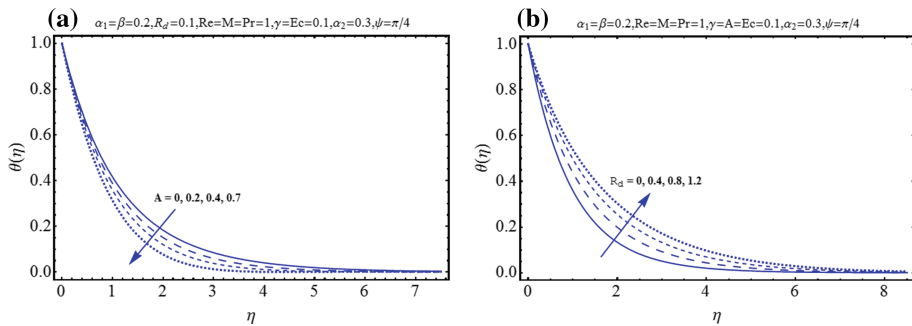 (a)
α₁=β=0.2,R_d=0.1,Re=M=Pr=1,γ=Ec=0.1,α₂=0.3,ψ=π/4
1.0
0.8
0.6
0.4
0.2
0.0
θ(η)
A = 0, 0.2, 0.4, 0.7
0 1 2 3 4 5 6 7
η
(b)
α₁=β=0.2,Re=M=Pr=1,γ=A=Ec=0.1,α₂=0.3,ψ=π/4
1.0
0.8
0.6
0.4
0.2
0.0
θ(η)
R_d = 0, 0.4, 0.8, 1.2
0 2 4 6 8
η